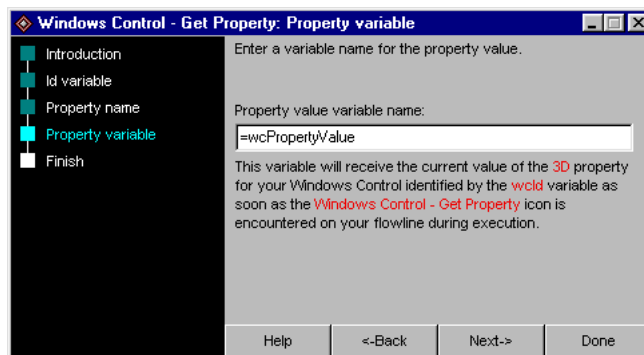 Windows Control - Get Property: Property variable
Introduction
Id variable
Property name
Property variable
Finish
Enter a variable name for the property value.
Property value variable name:
=wcPropertyValue
This variable will receive the current value of the 3D property
for your Windows Control identified by the wcId variable as
soon as the Windows Control - Get Property icon is
encountered on your flowline during execution.
Help
<-Back
Next->
Done